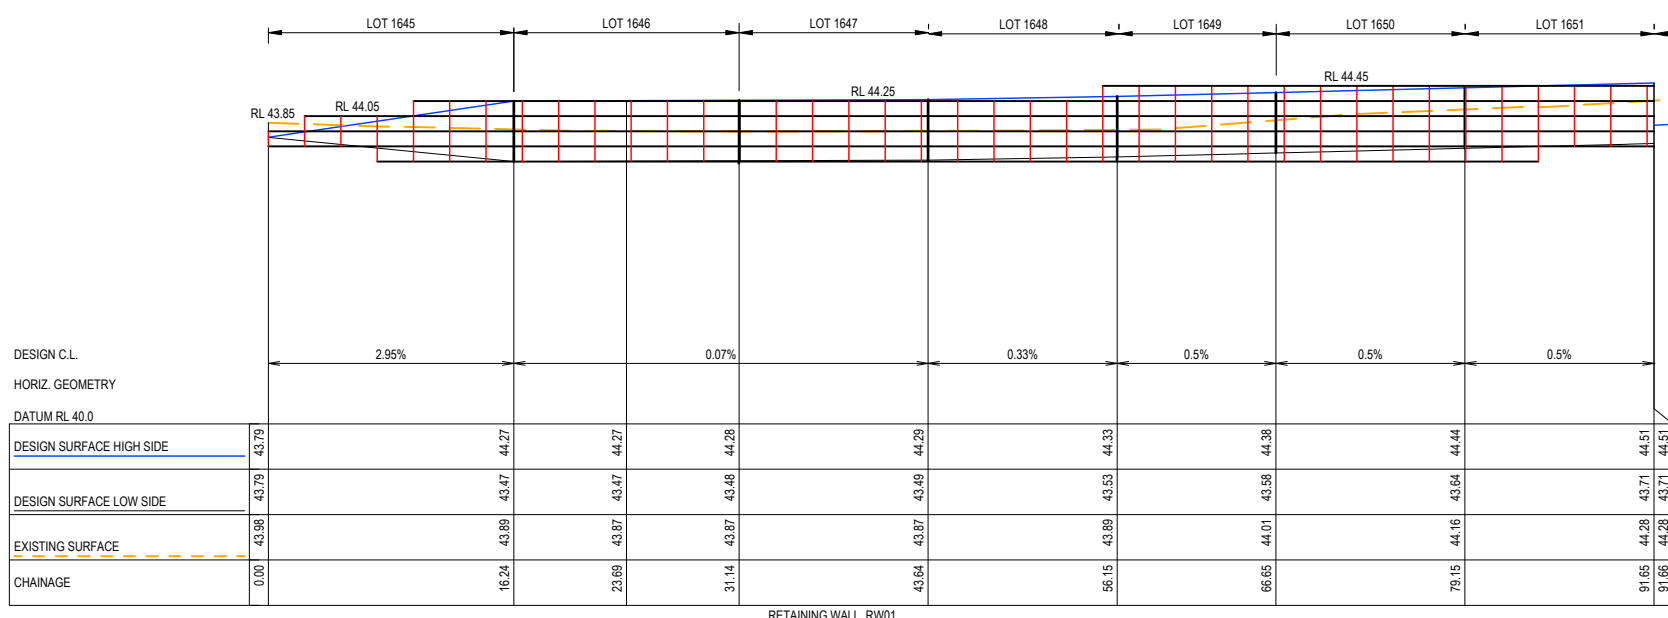 LOT 1645 LOT 1646 LOT 1647 LOT 1648 LOT 1649 LOT 1650 LOT 1651
RL 43.85 RL 44.05 RL 44.25 RL 44.45
DESIGN C.L. 2.95% 0.07% 0.33% 0.5% 0.5% 0.5%
HORIZ. GEOMETRY
DATUM RL 40.0
DESIGN SURFACE HIGH SIDE 43.79 44.27 44.27 44.28 44.29 44.33 44.38 44.44 44.51 44.51
DESIGN SURFACE LOW SIDE 43.79 43.47 43.47 43.48 43.49 43.53 43.58 43.64 43.71 43.71
EXISTING SURFACE 43.98 43.89 43.87 43.87 43.87 43.89 44.01 44.16 44.28 44.28
CHAINAGE 0.00 16.24 23.69 31.14 43.64 56.15 66.65 79.15 91.65 91.66
RETAINING WALL RW01